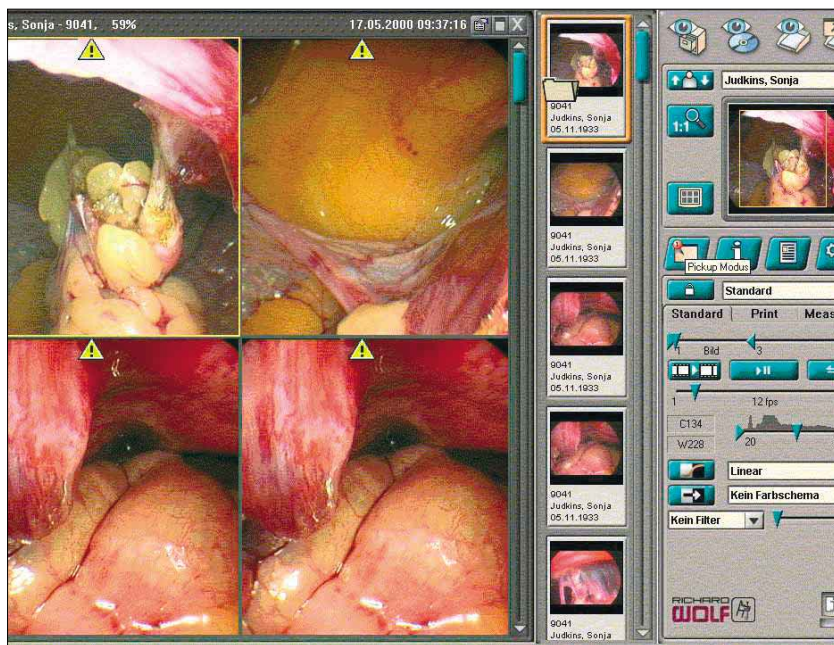 s, Sonja - 9041, 59% 17.05.2000 09:37:16
9041
Judkins, Sonja
05.11.1933
9041
Judkins, Sonja
05.11.1933
9041
Judkins, Sonja
05.11.1933
9041
Judkins, Sonja
05.11.1933
9041
Judkins, Sonja
Judkins, Sonja
1:1
Pickup Modus
Standard
Standard Print Meas
1 Bild 3
1 12 fps
C134
W228
20
Linear
Kein Farbschema
Kein Filter
RICHARD
WOLF